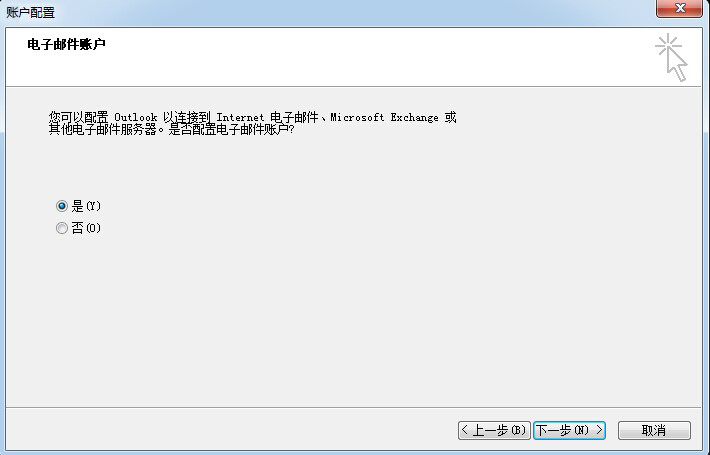 账户配置
电子邮件账户
您可以配置 Outlook 以连接到 Internet 电子邮件、Microsoft Exchange 或
其他电子邮件服务器。是否配置电子邮件账户?
是(Y)
否(O)
< 上一步(B)
下一步(N) >
取消